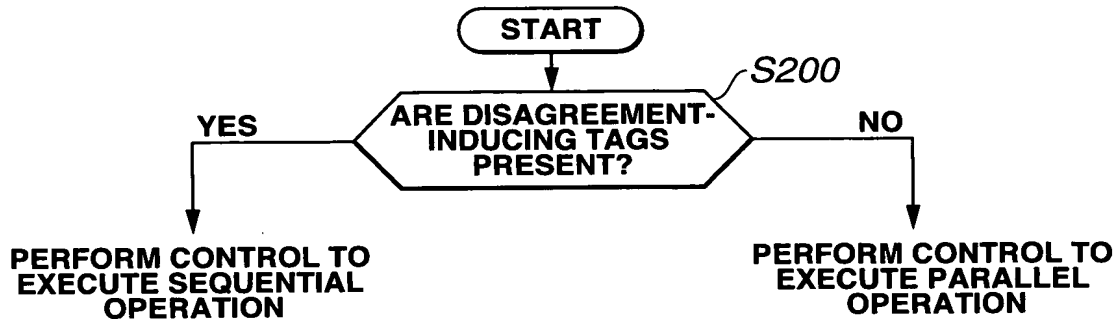 START
S200
ARE DISAGREEMENT-
INDUCING TAGS
PRESENT?
YES
NO
PERFORM CONTROL TO
EXECUTE SEQUENTIAL
OPERATION
PERFORM CONTROL TO
EXECUTE PARALLEL
OPERATION